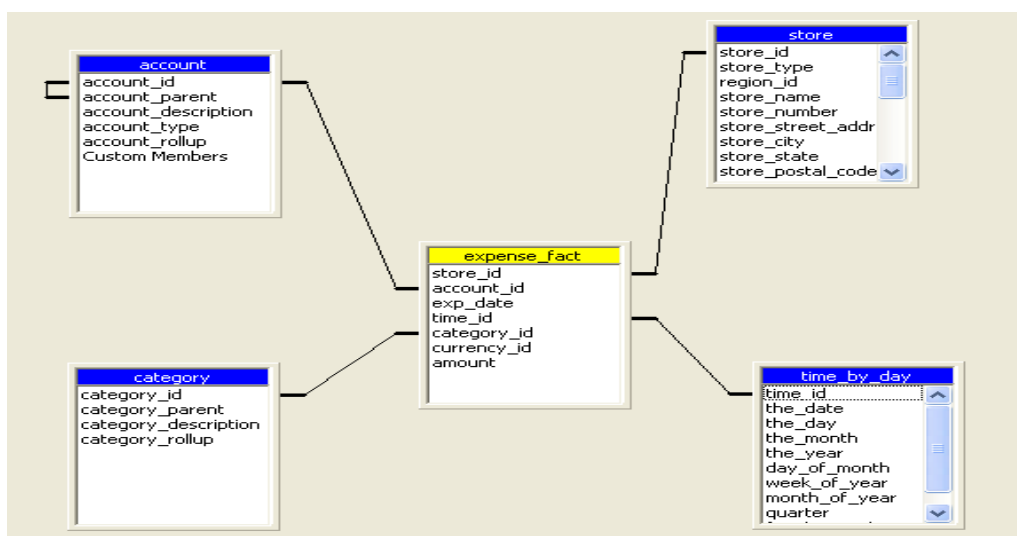 account
account_id
account_parent
account_description
account_type
account_rollup
Custom Members
store
store_id
store_type
region_id
store_name
store_number
store_street_addr
store_city
store_state
store_postal_code
expense_fact
store_id
account_id
exp_date
time_id
category_id
currency_id
amount
category
category_id
category_parent
category_description
category_rollup
time_by_day
time_id
the_date
the_day
the_month
the_year
day_of_month
week_of_year
month_of_year
quarter